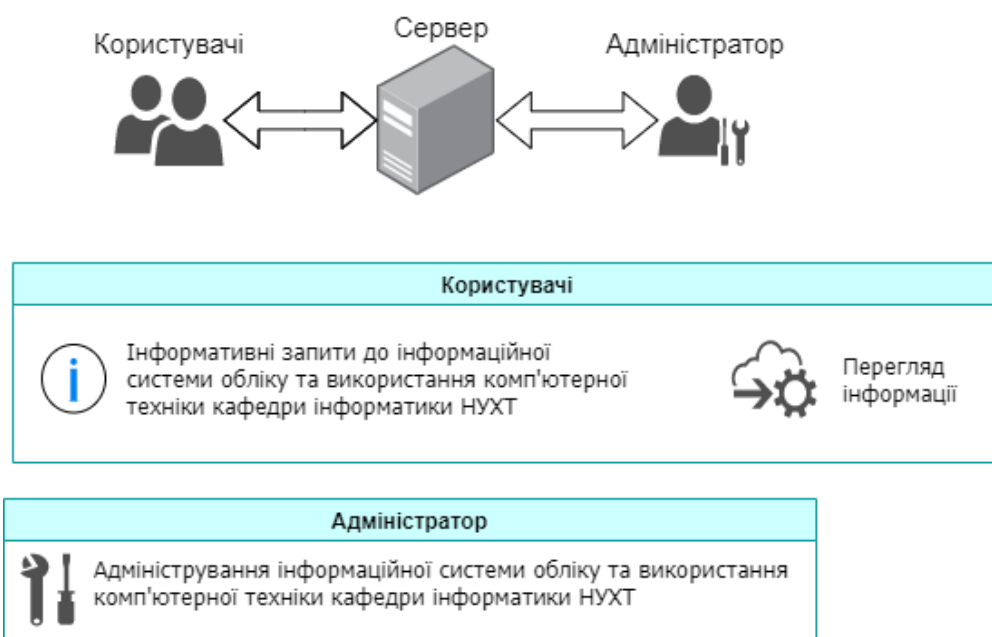 Користувачі
Сервер
Адміністратор
Користувачі
Інформативні запити до інформаційної
системи обліку та використання комп'ютерної
техніки кафедри інформатики НУХТ
Перегляд
інформації
Адміністратор
Адміністрування інформаційної системи обліку та використання
комп'ютерної техніки кафедри інформатики НУХТ